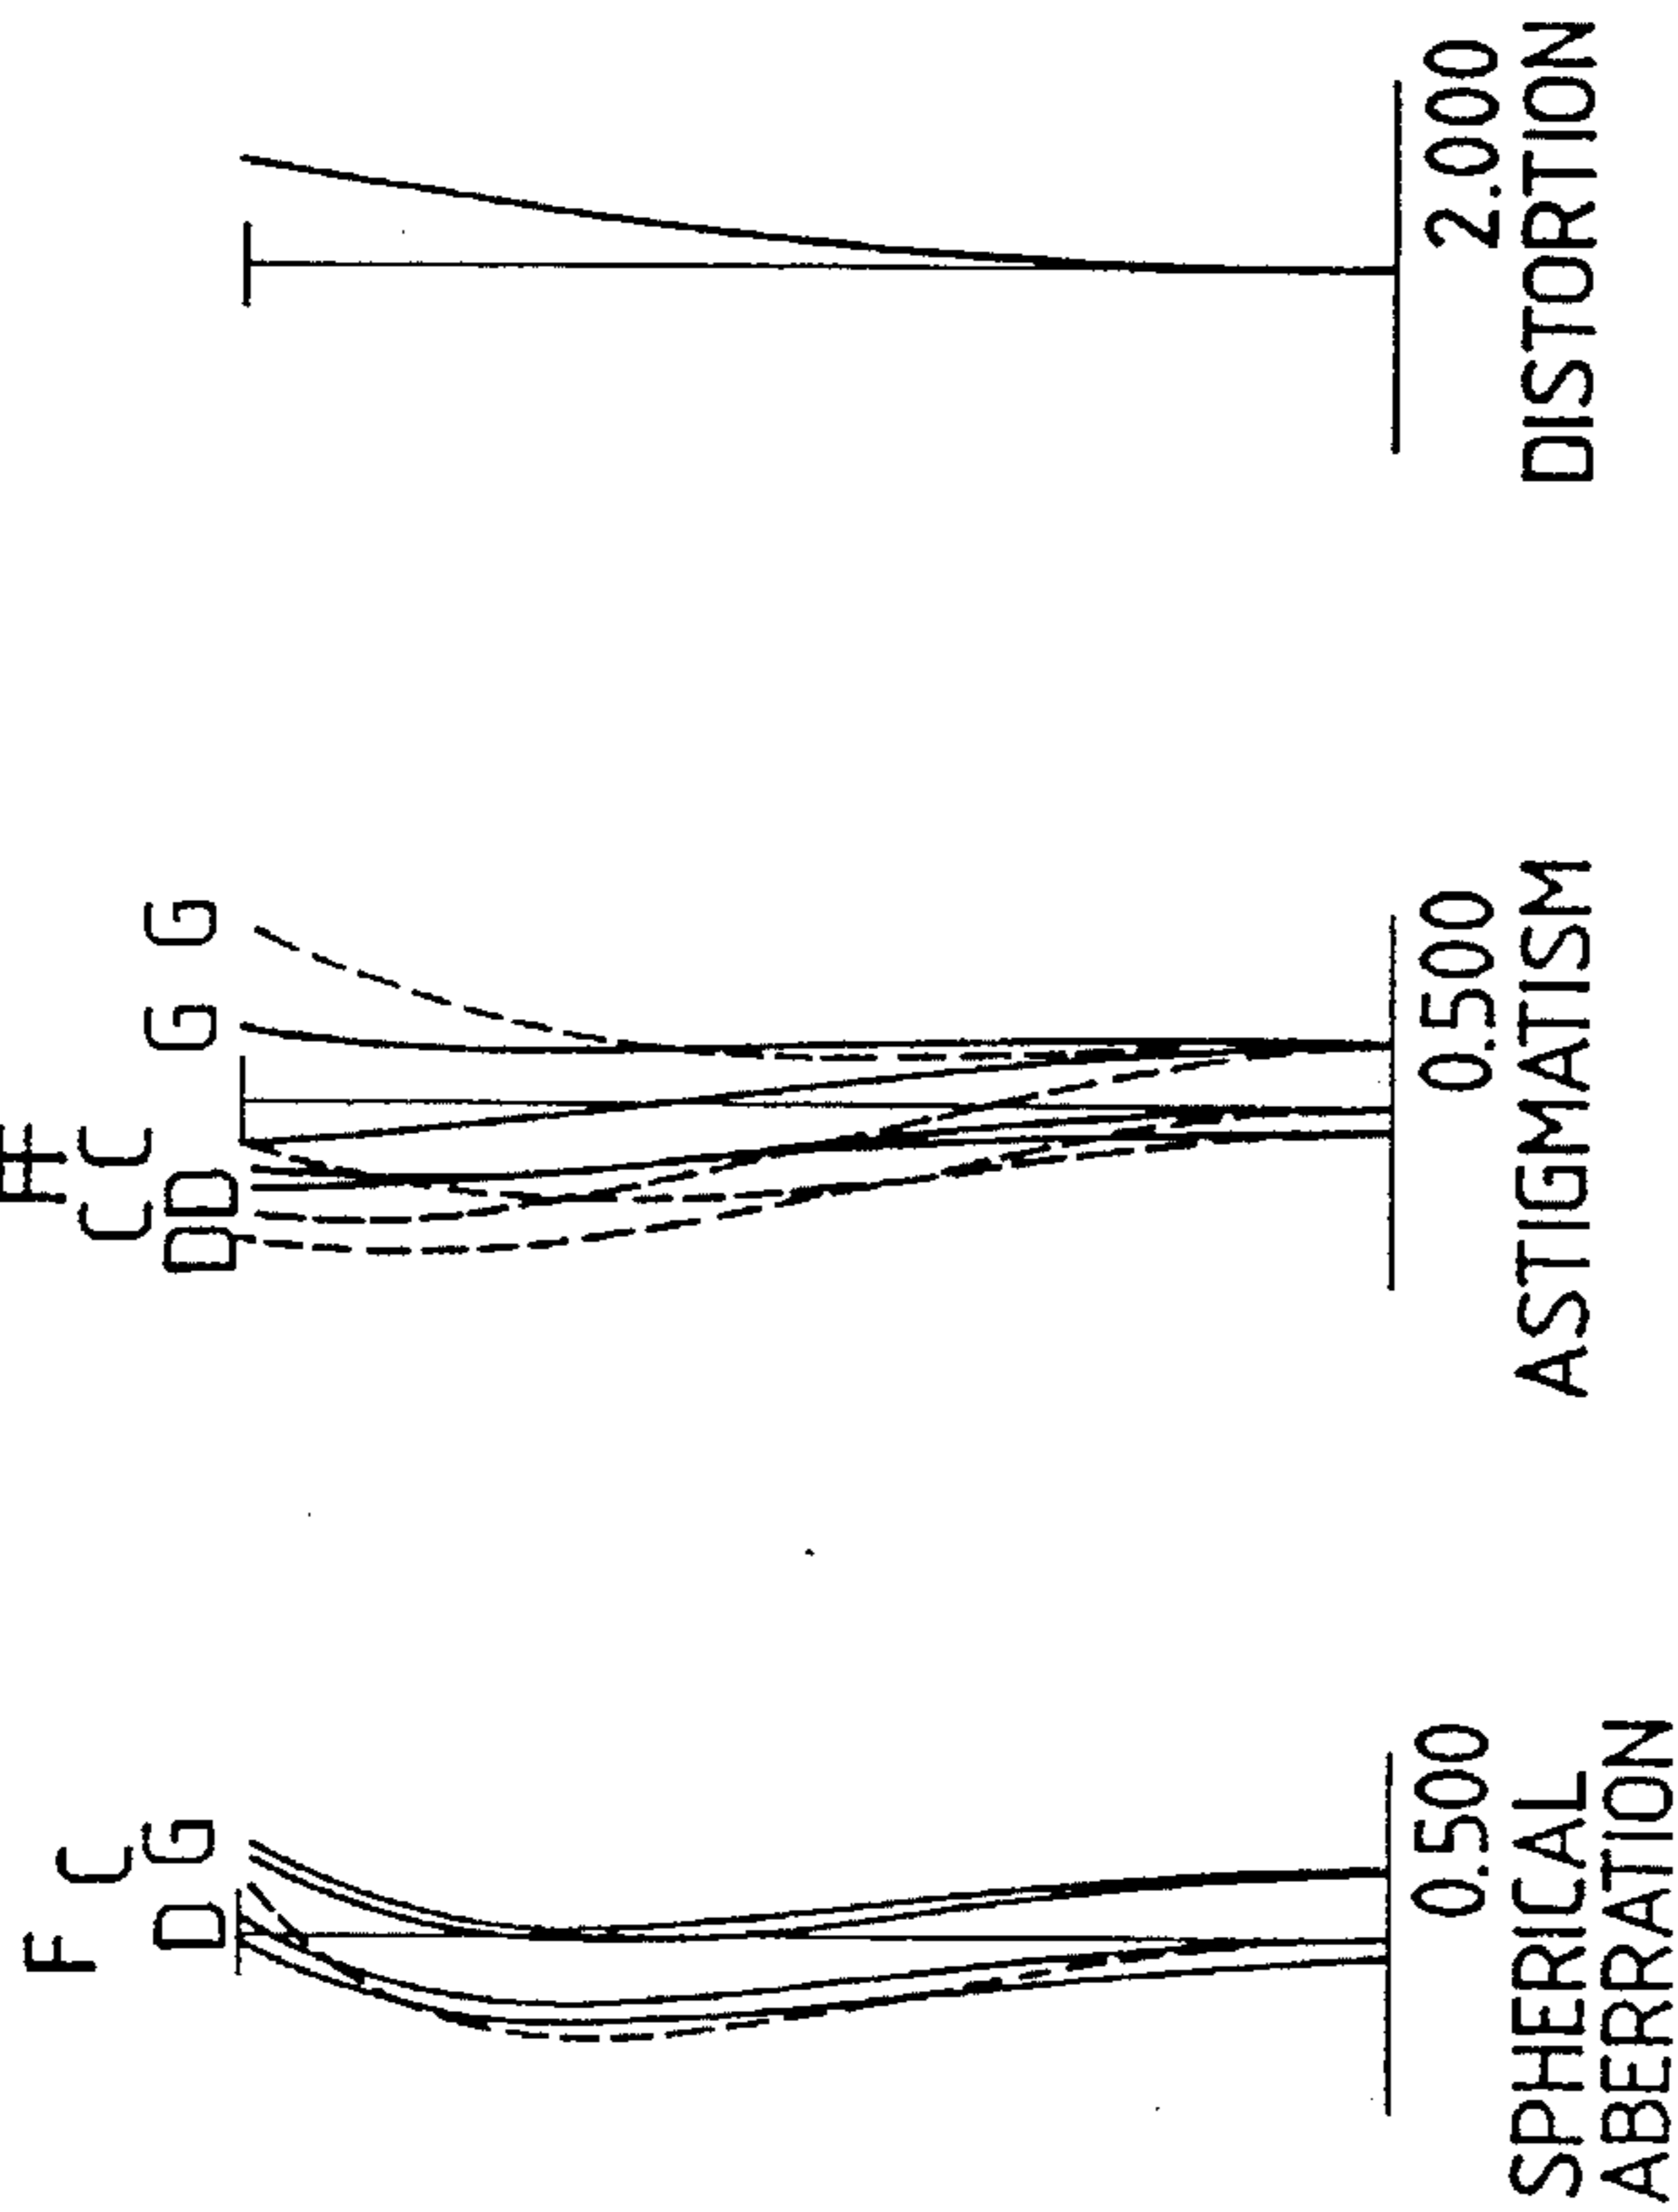 F
C
D G
0.500
SPHERICAL
ABERRATION
F F
C C
D D G G
0.500
ASTIGMATISM
2.000
DISTORTION